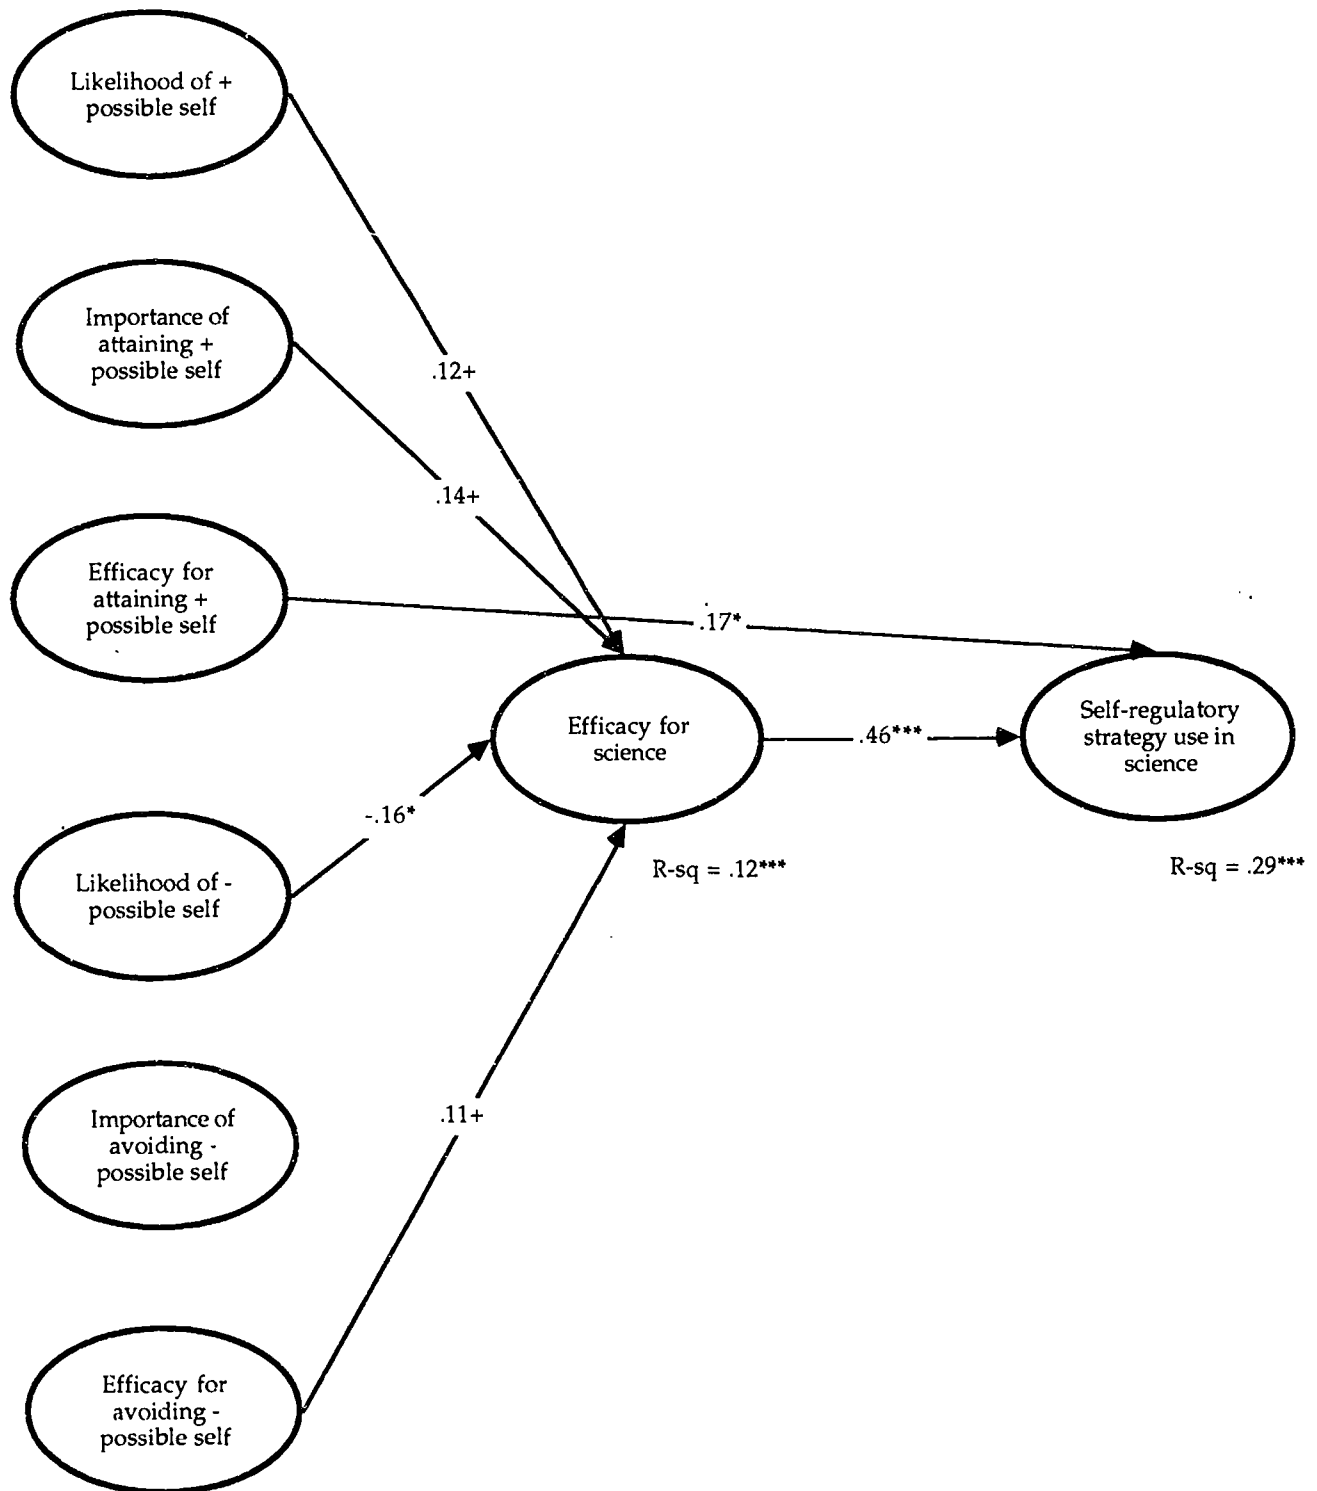 Likelihood of +
possible self
Importance of
attaining +
possible self
.12+
.14+
Efficacy for
attaining +
possible self
.17*
Efficacy for
science
.46***
Self-regulatory
strategy use in
science
-.16*
R-sq = .12***
R-sq = .29***
Likelihood of -
possible self
.11+
Importance of
avoiding -
possible self
Efficacy for
avoiding -
possible self